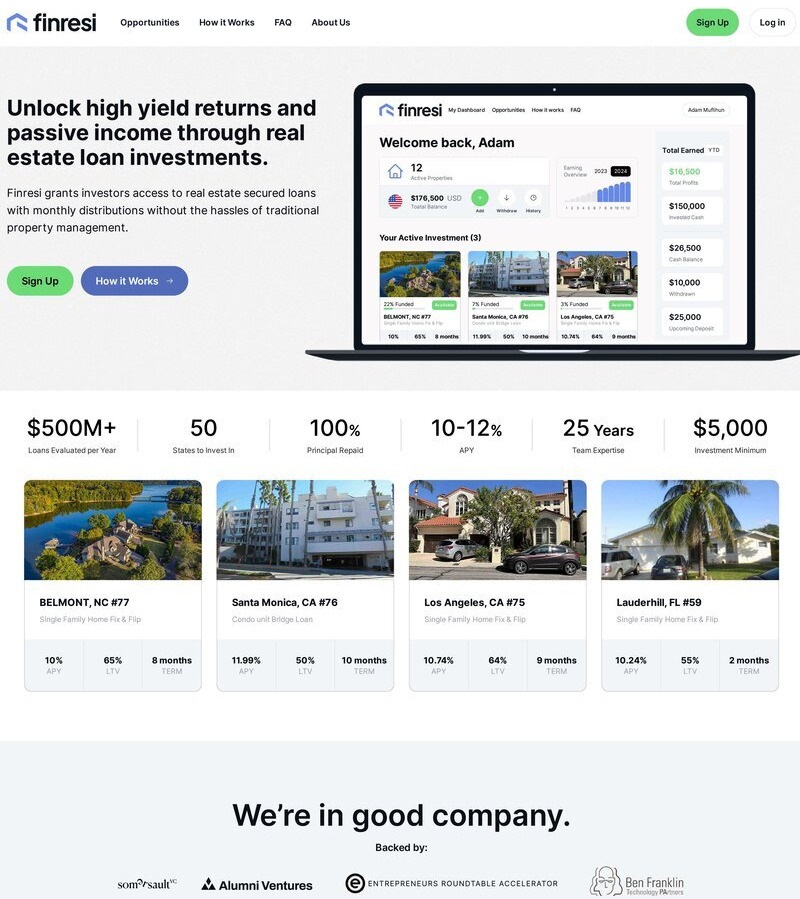 finresi
Opportunities How it Works FAQ About Us
Sign Up Log in
Unlock high yield returns and
passive income through real
estate loan investments.
Finresi grants investors access to real estate secured loans
with monthly distributions without the hassles of traditional
property management.
Sign Up How it Works →
finresi My Dashboard Opportunities How it works FAQ Adam Muflihun
Welcome back, Adam
12
Active Properties
$176,500 USD
Toatal Balance
Add Withdraw History
Earning
Overview 2023 2024
1 2 3 4 5 6 7 8 9 10 11 12
Your Active Investment (3)
22% Funded Available
BELMONT, NC #77
Single Family Home Fix & Flip
10% 65% 8 months
7% Funded Available
Santa Monica, CA #76
Condo unit Bridge Loan
11.99% 50% 10 months
3% Funded Available
Los Angeles, CA #75
Single Family Home Fix & Flip
10.74% 64% 9 months
Total Earned YTD
$16,500
Total Profits
$150,000
Invested Cash
$26,500
Cash Balance
$10,000
Withdrawn
$25,000
Upcoming Deposit
$500M+
Loans Evaluated per Year
50
States to Invest In
100%
Principal Repaid
10-12%
APY
25 Years
Team Expertise
$5,000
Investment Minimum
BELMONT, NC #77
Single Family Home Fix & Flip
10% 65% 8 months
APY LTV TERM
Santa Monica, CA #76
Condo unit Bridge Loan
11.99% 50% 10 months
APY LTV TERM
Los Angeles, CA #75
Single Family Home Fix & Flip
10.74% 64% 9 months
APY LTV TERM
Lauderhill, FL #59
Single Family Home Fix & Flip
10.24% 55% 2 months
APY LTV TERM
We’re in good company.
Backed by:
somersault VC
Alumni Ventures
e ENTREPRENEURS ROUNDTABLE ACCELERATOR
Ben Franklin
Technology PArtners